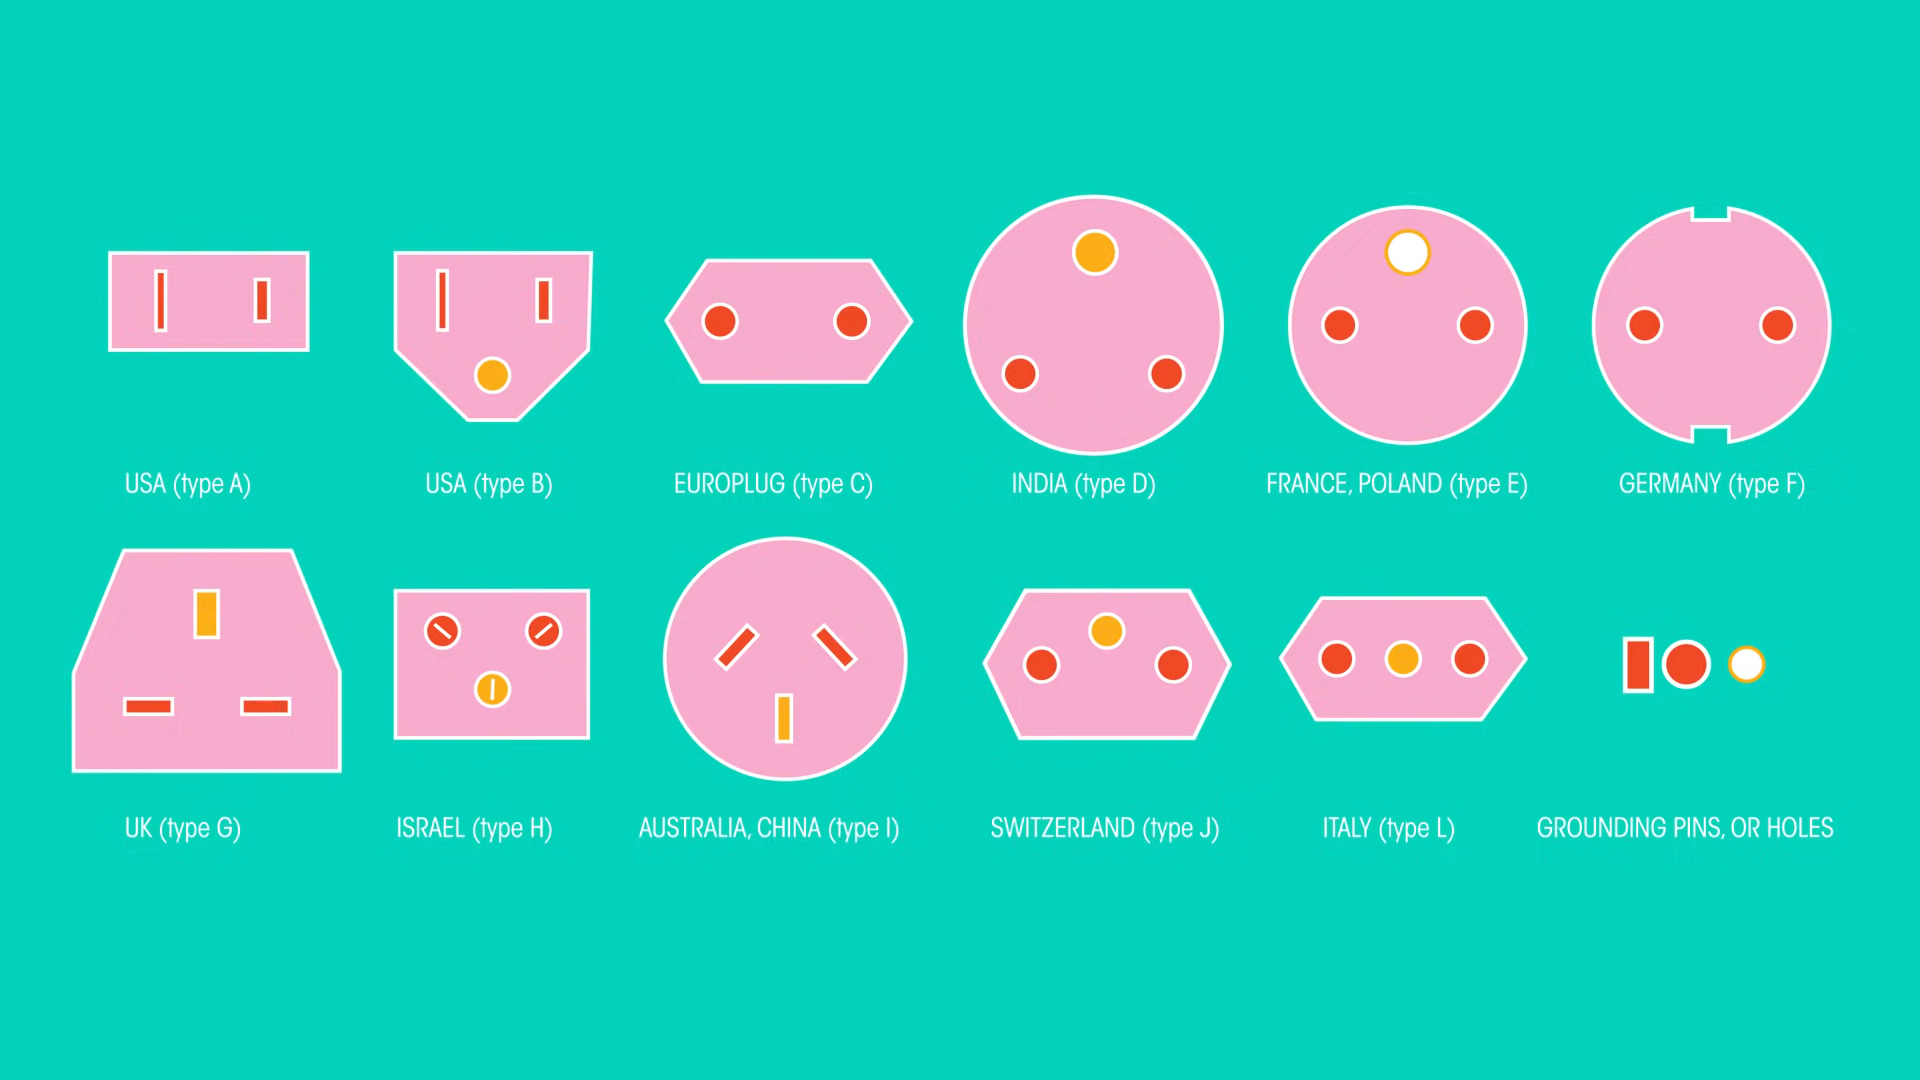 USA (type A)
USA (type B)
EUROPLUG (type C)
INDIA (type D)
FRANCE, POLAND (type E)
GERMANY (type F)
UK (type G)
ISRAEL (type H)
AUSTRALIA, CHINA (type I)
SWITZERLAND (type J)
ITALY (type L)
GROUNDING PINS, OR HOLES